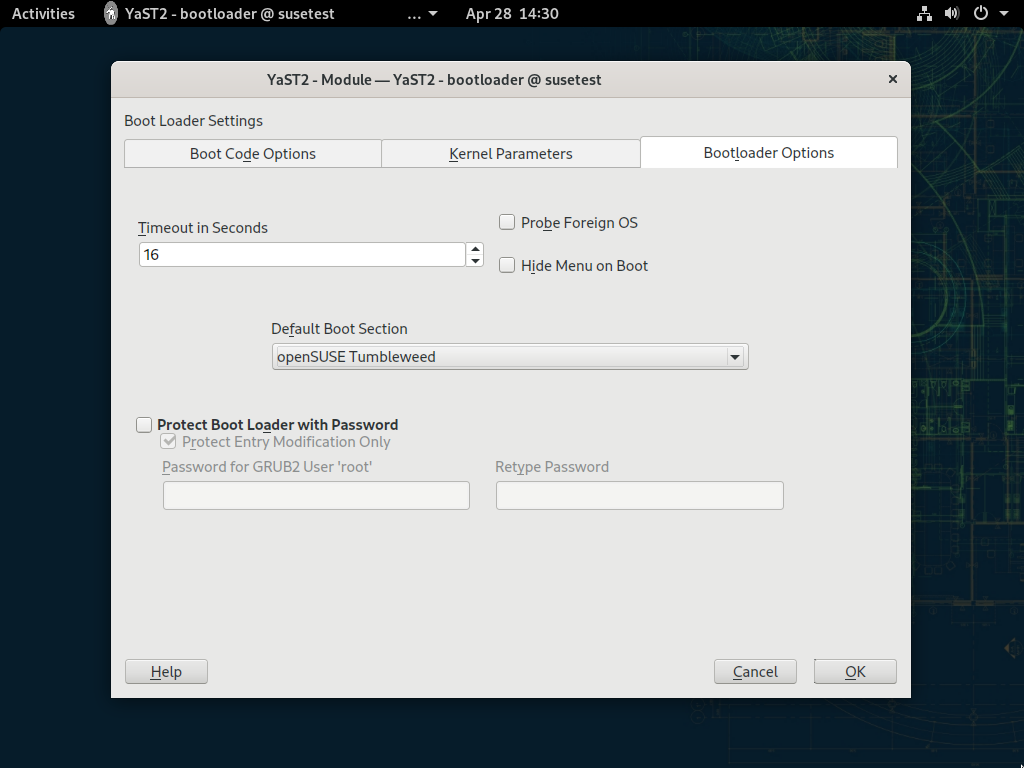 Activities YaST2 - bootloader @ susetest ... Apr 28 14:30
YaST2 - Module — YaST2 - bootloader @ susetest ×
Boot Loader Settings
Boot Code Options Kernel Parameters Bootloader Options
Timeout in Seconds
Probe Foreign OS
16
Hide Menu on Boot
Default Boot Section
openSUSE Tumbleweed
Protect Boot Loader with Password
Protect Entry Modification Only
Password for GRUB2 User 'root' Retype Password
Help Cancel OK